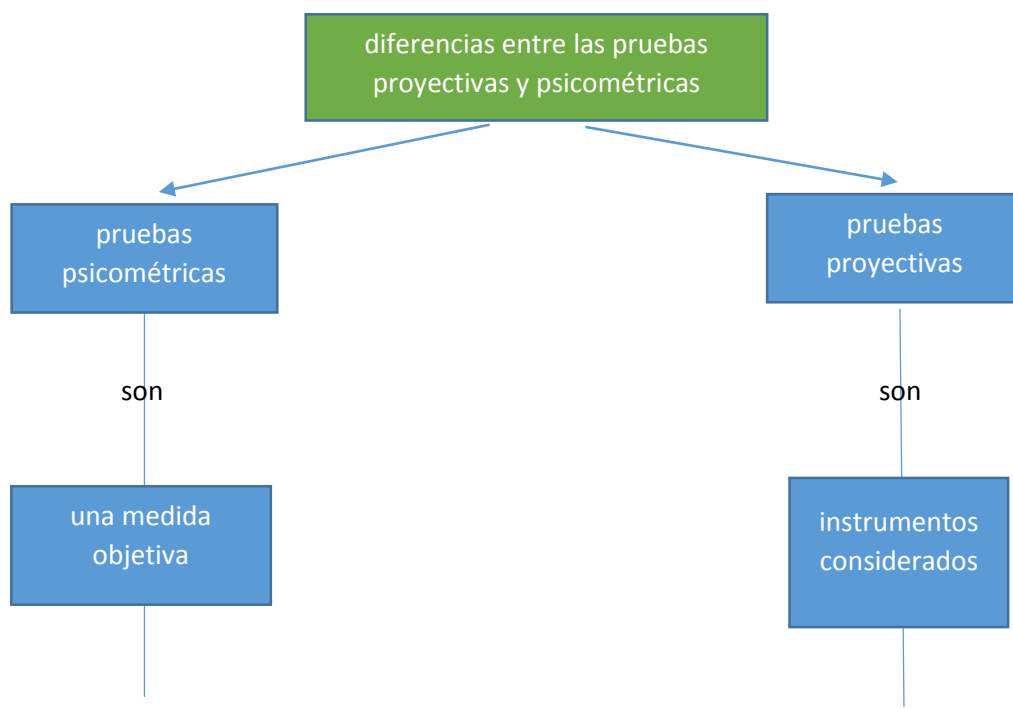 diferencias entre las pruebas
proyectivas y psicométricas
pruebas
psicométricas
pruebas
proyectivas
son
son
una medida
objetiva
instrumentos
considerados